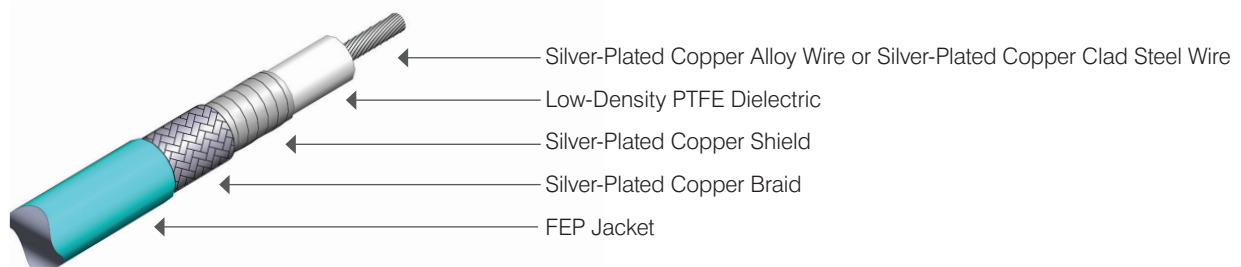 Silver-Plated Copper Alloy Wire or Silver-Plated Copper Clad Steel Wire
Low-Density PTFE Dielectric
Silver-Plated Copper Shield
Silver-Plated Copper Braid
FEP Jacket